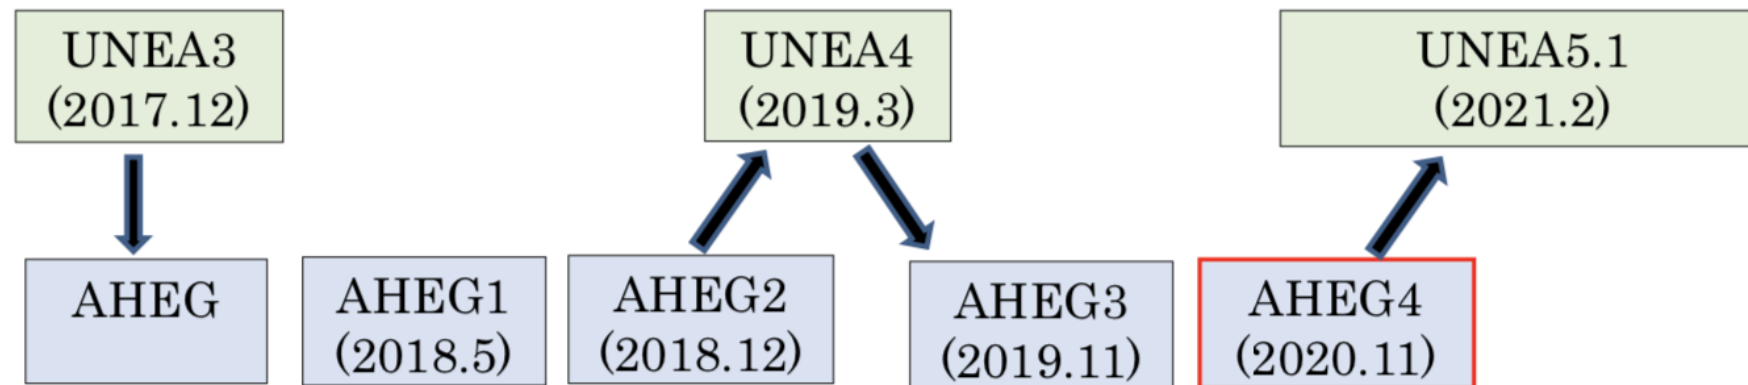 UNEA3
(2017.12)
UNEA4
(2019.3)
UNEA5.1
(2021.2)
AHEG
AHEG1
(2018.5)
AHEG2
(2018.12)
AHEG3
(2019.11)
AHEG4
(2020.11)